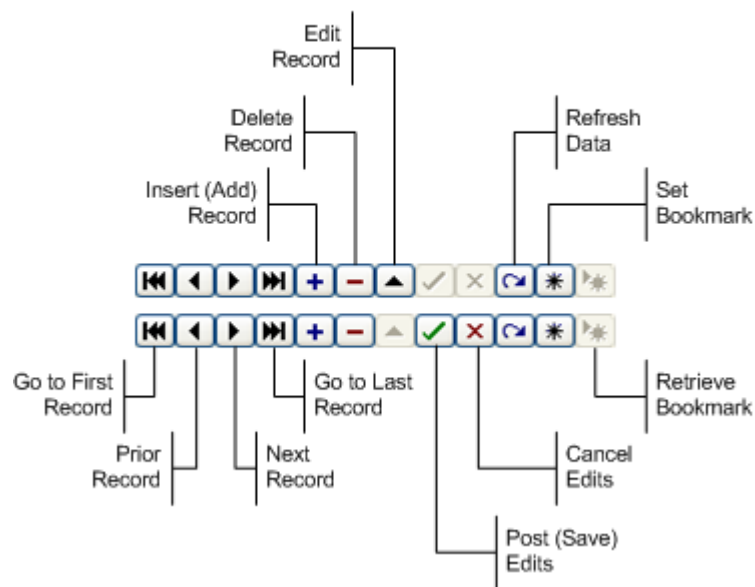 Edit
Record
Delete
Record
Refresh
Data
Insert (Add)
Record
Set
Bookmark
Go to First
Record
Go to Last
Record
Retrieve
Bookmark
Prior
Record
Next
Record
Cancel
Edits
Post (Save)
Edits